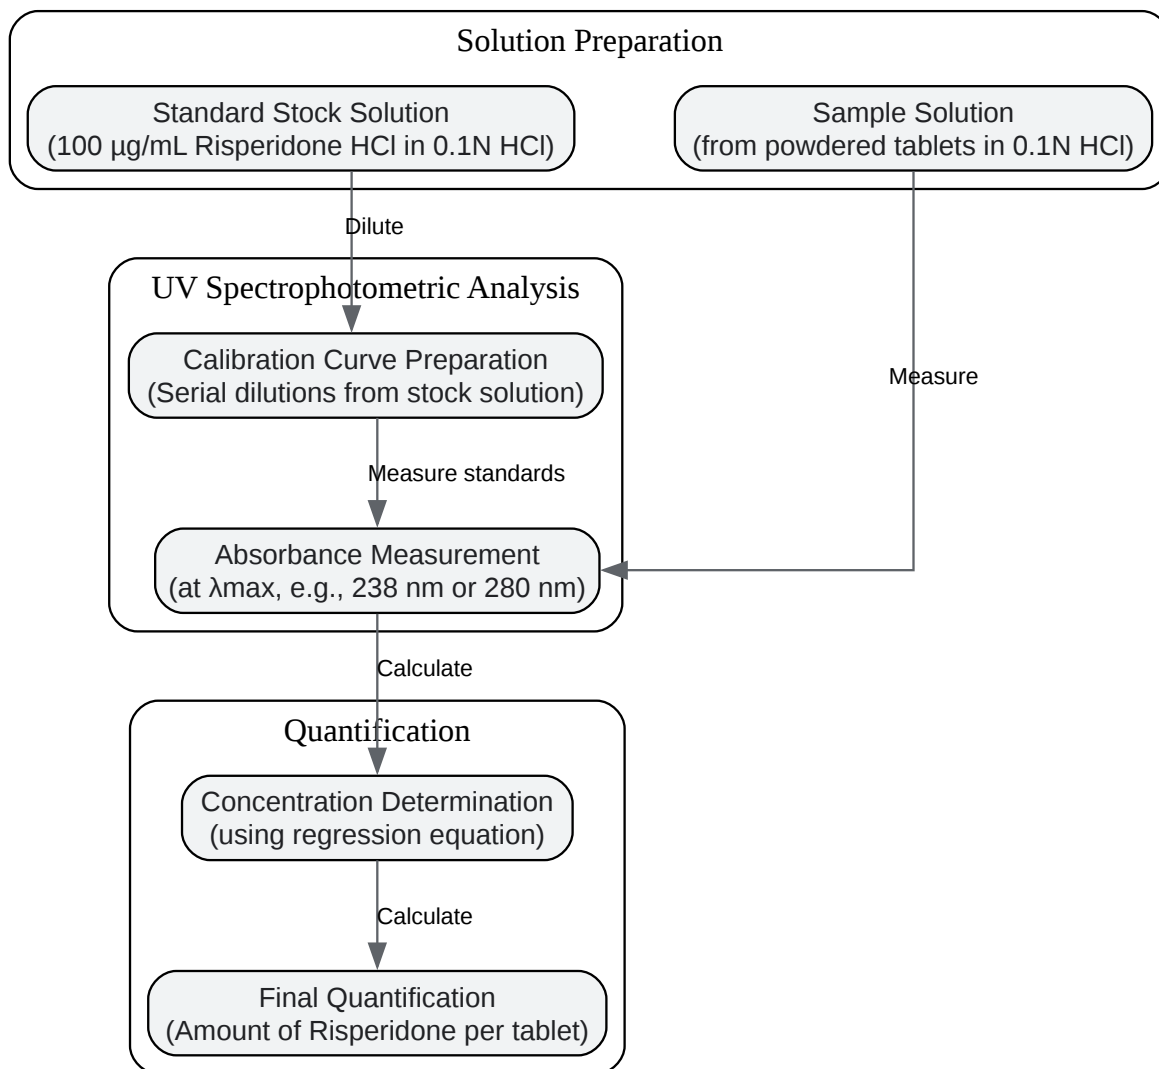 Solution Preparation
Standard Stock Solution
(100 µg/mL Risperidone HCl in 0.1N HCl)
Sample Solution
(from powdered tablets in 0.1N HCl)
Dilute
UV Spectrophotometric Analysis
Calibration Curve Preparation
(Serial dilutions from stock solution)
Measure
Measure standards
Absorbance Measurement
(at λmax, e.g., 238 nm or 280 nm)
Calculate
Quantification
Concentration Determination
(using regression equation)
Calculate
Final Quantification
(Amount of Risperidone per tablet)